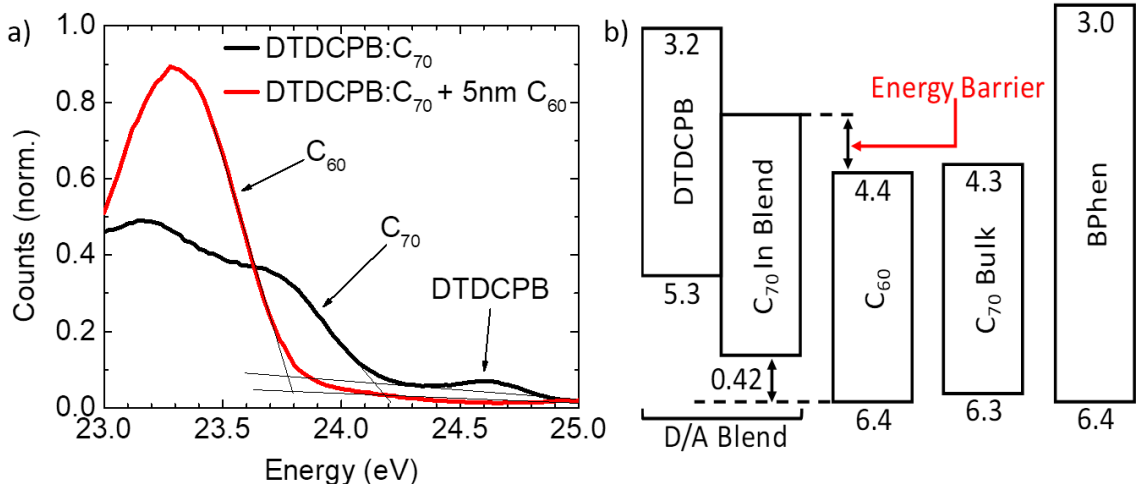 a)
1.0
0.8
0.6
0.4
0.2
0.0
Counts (norm.)
DTDCPB:C₇₀
DTDCPB:C₇₀ + 5nm C₆₀
C₆₀
C₇₀
DTDCPB
23.0 23.5 24.0 24.5 25.0
Energy (eV)
b)
3.2
DTDCPB
5.3
C₇₀ In Blend
0.42
D/A Blend
Energy Barrier
4.4
C₆₀
6.4
4.3
C₇₀ Bulk
6.3
3.0
BPhen
6.4